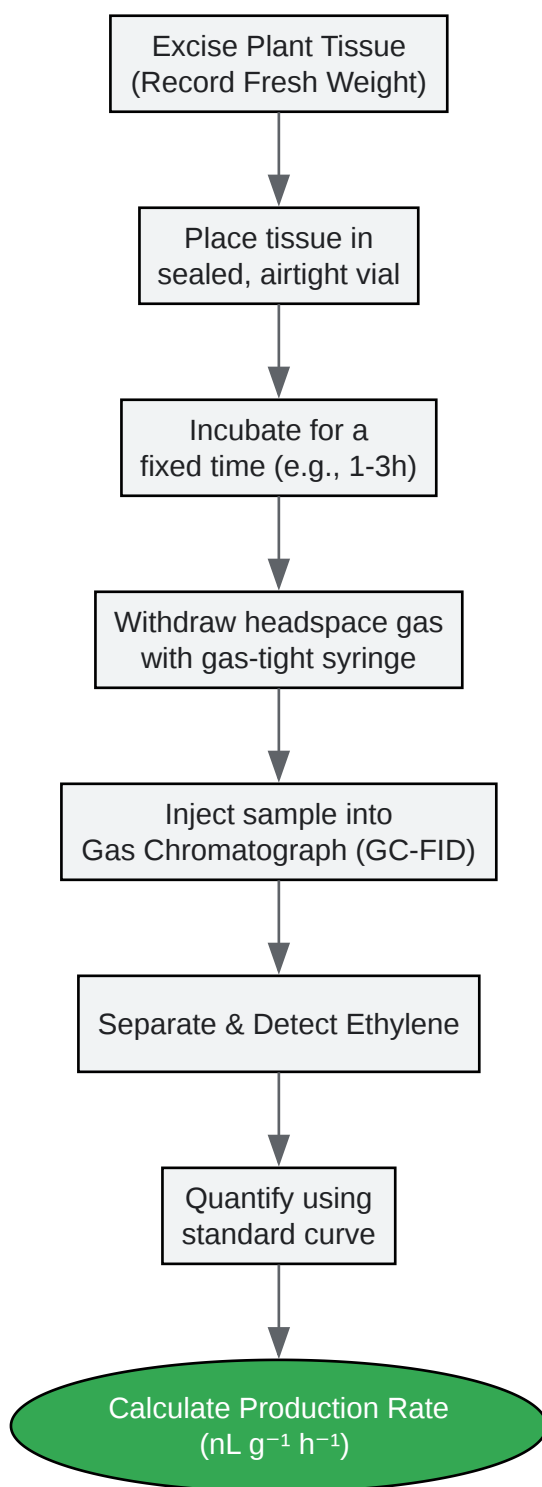 Excise Plant Tissue
(Record Fresh Weight)
Place tissue in
sealed, airtight vial
Incubate for a
fixed time (e.g., 1-3h)
Withdraw headspace gas
with gas-tight syringe
Inject sample into
Gas Chromatograph (GC-FID)
Separate & Detect Ethylene
Quantify using
standard curve
Calculate Production Rate
(nL g⁻¹ h⁻¹)